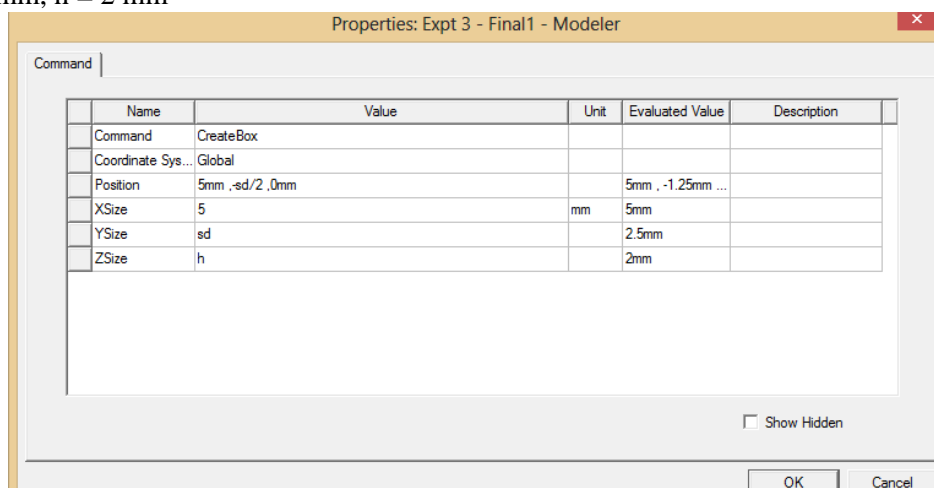 h = 2 mm
Properties: Expt 3 - Final1 - Modeler
Command
Name Value Unit Evaluated Value Description
Command CreateBox
Coordinate Sys... Global
Position 5mm ,-sd/2 ,0mm 5mm , -1.25mm ...
XSize 5 mm 5mm
YSize sd 2.5mm
ZSize h 2mm
Show Hidden
OK Cancel